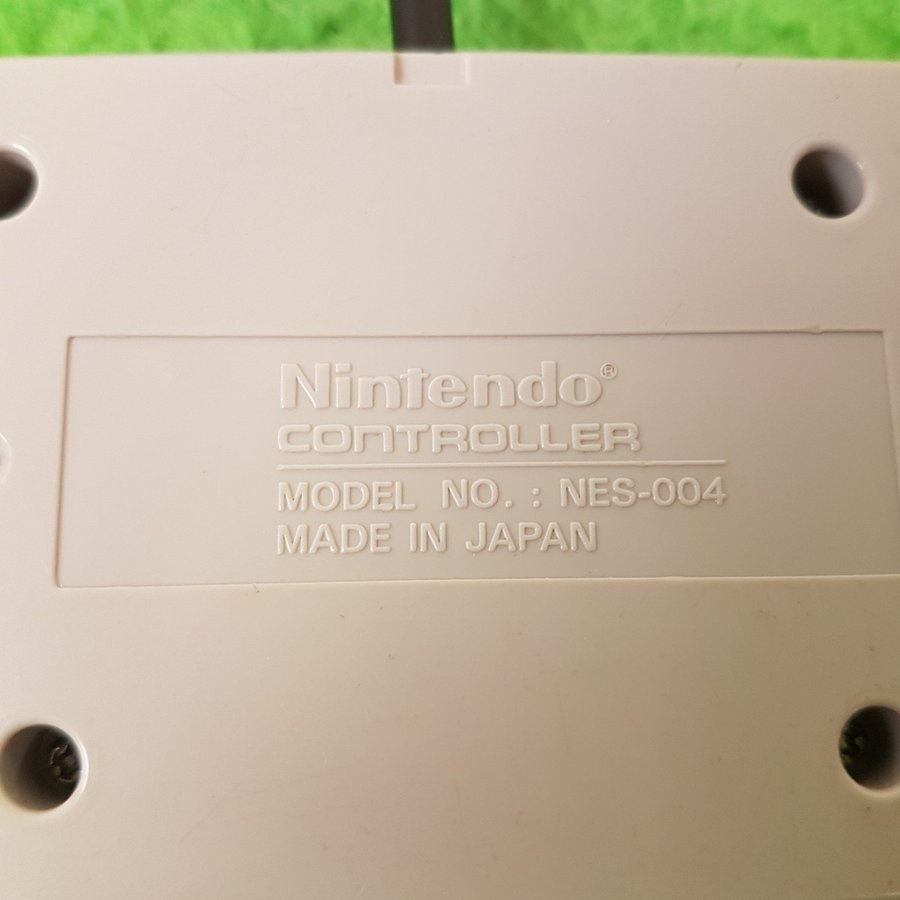 Nintendo®
CONTROLLER
MODEL NO. : NES-004
MADE IN JAPAN